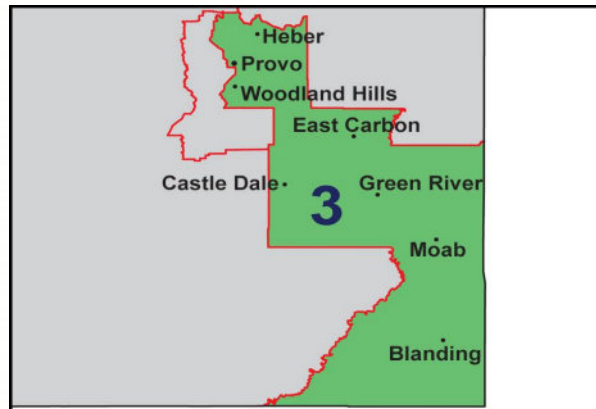 Heber
Provo
Woodland Hills
East Carbon
Castle Dale
Green River
3
Moab
Blanding